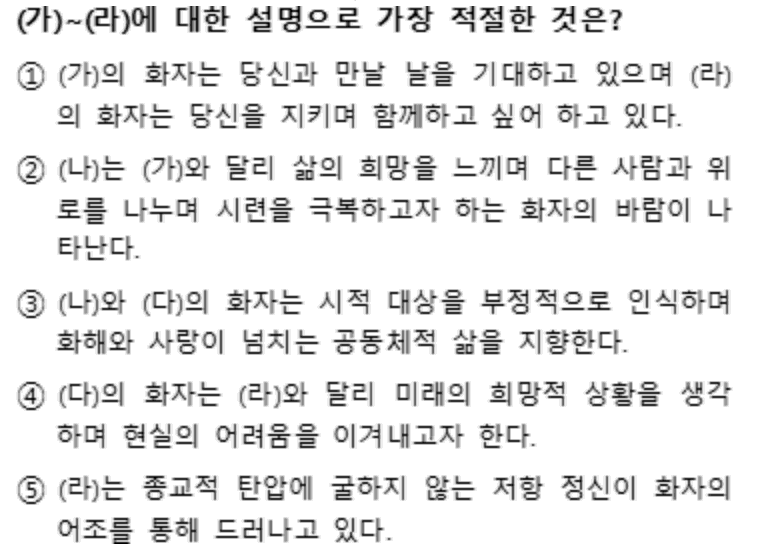 (가)~(라)에 대한 설명으로 가장 적절한 것은?
① (가)의 화자는 당신과 만날 날을 기대하고 있으며 (라)
의 화자는 당신을 지키며 함께하고 싶어 하고 있다.
② (나)는 (가)와 달리 삶의 희망을 느끼며 다른 사람과 위
로를 나누며 시련을 극복하고자 하는 화자의 바람이 나
타난다.
③ (나)와 (다)의 화자는 시적 대상을 부정적으로 인식하며
화해와 사랑이 넘치는 공동체적 삶을 지향한다.
④ (다)의 화자는 (라)와 달리 미래의 희망적 상황을 생각
하며 현실의 어려움을 이겨내고자 한다.
⑤ (라)는 종교적 탄압에 굴하지 않는 저항 정신이 화자의
어조를 통해 드러나고 있다.